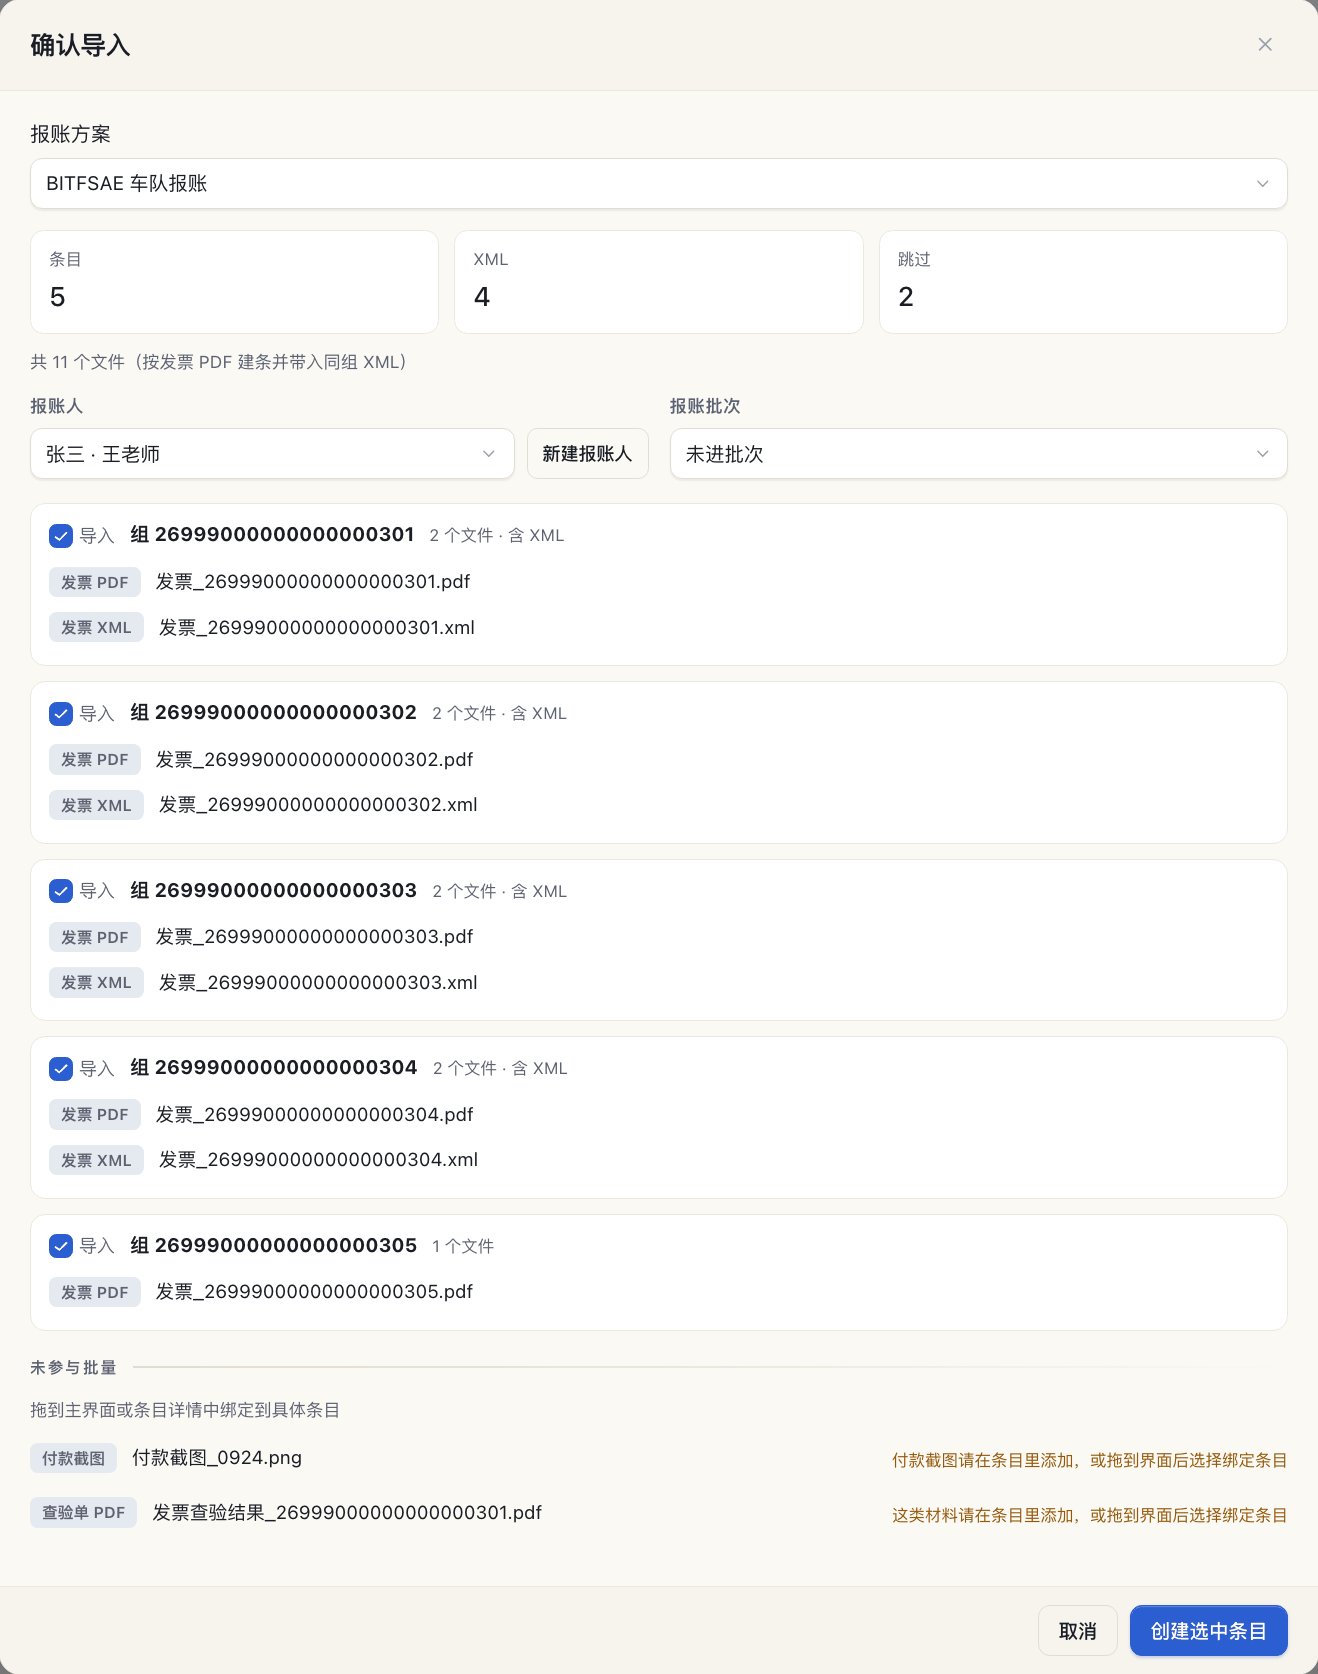 确认导入
报账方案
BITFSAE 车队报账
条目
5
XML
4
跳过
2
共 11 个文件（按发票 PDF 建条并带入同组 XML）
报账人
张三 · 王老师
新建报账人
报账批次
未进批次
导入 组 26999000000000000301 2 个文件 · 含 XML
发票 PDF 发票_26999000000000000301.pdf
发票 XML 发票_26999000000000000301.xml
导入 组 26999000000000000302 2 个文件 · 含 XML
发票 PDF 发票_26999000000000000302.pdf
发票 XML 发票_26999000000000000302.xml
导入 组 26999000000000000303 2 个文件 · 含 XML
发票 PDF 发票_26999000000000000303.pdf
发票 XML 发票_26999000000000000303.xml
导入 组 26999000000000000304 2 个文件 · 含 XML
发票 PDF 发票_26999000000000000304.pdf
发票 XML 发票_26999000000000000304.xml
导入 组 26999000000000000305 1 个文件
发票 PDF 发票_26999000000000000305.pdf
未参与批量
拖到主界面或条目详情中绑定到具体条目
付款截图 付款截图_0924.png 付款截图请在条目里添加，或拖到界面后选择绑定条目
查验单 PDF 发票查验结果_26999000000000000301.pdf 这类材料请在条目里添加，或拖到界面后选择绑定条目
取消
创建选中条目